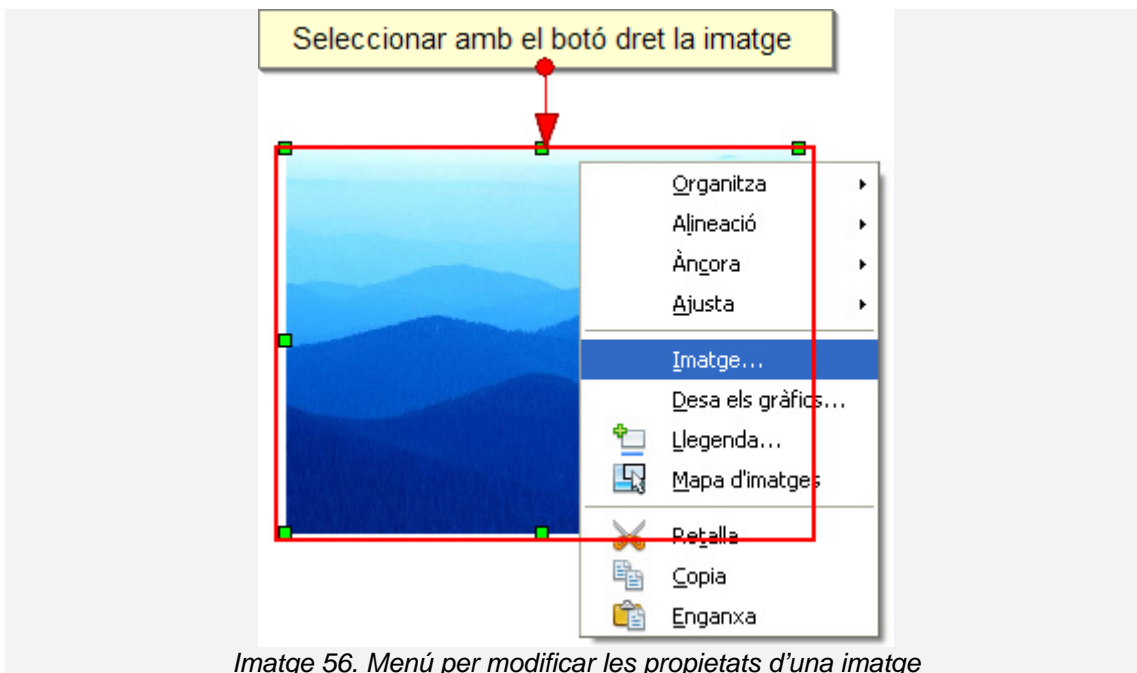 Seleccionar amb el botó dret la imatge
Organitza
Alineació
Àncora
Ajusta
Imatge...
Desa els gràfics...
Llegenda...
Mapa d'imatges
Retalla
Copia
Enganxa
Imatge 56. Menú per modificar les propietats d’una imatge